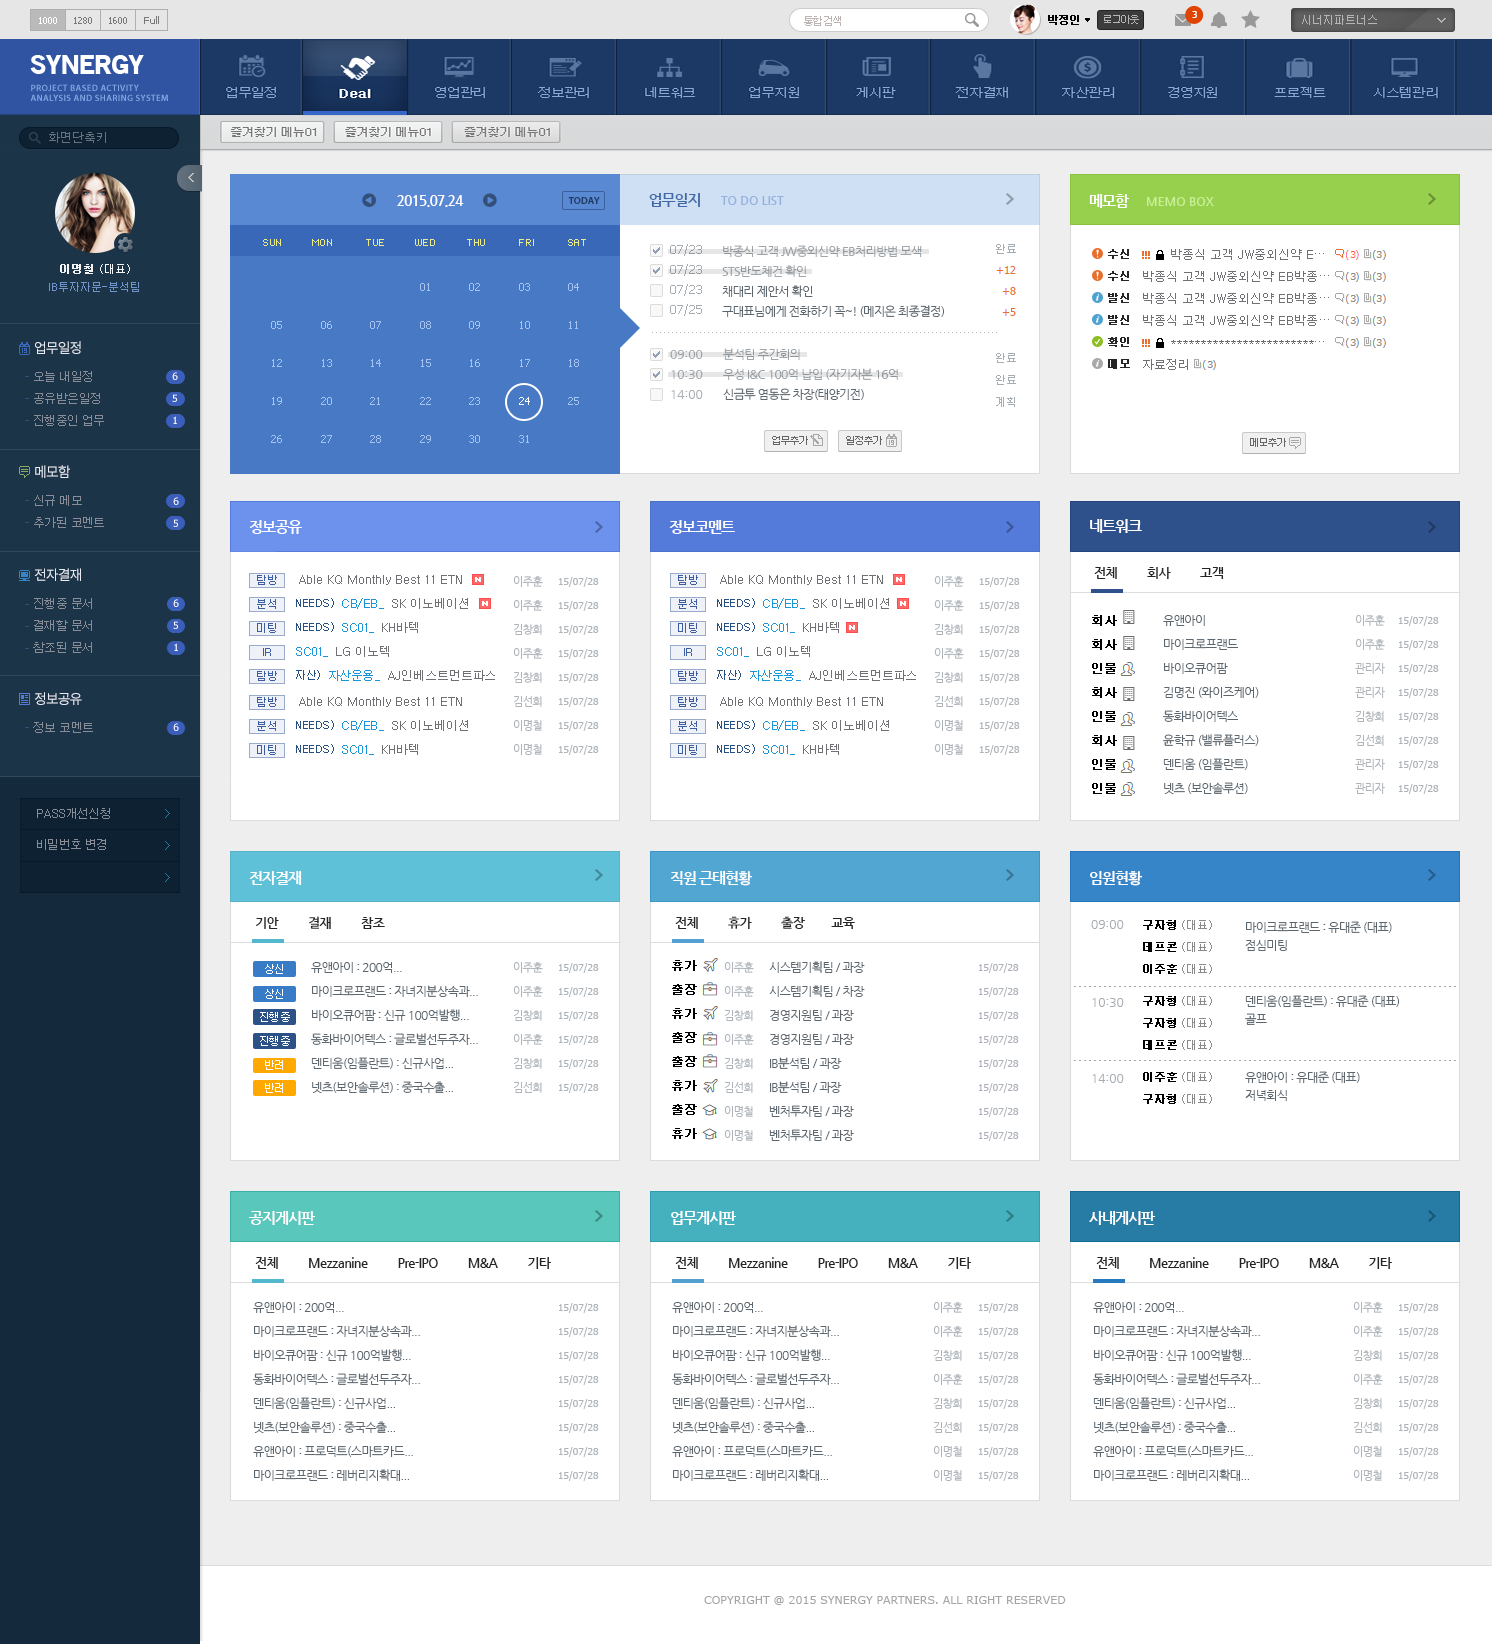 1000 1280 1600 Full
통합검색
박정인 로그아웃
3
시너지파트너스
SYNERGY
PROJECT BASED ACTIVITY
ANALYSIS AND SHARING SYSTEM
업무일정 Deal 영업관리 정보관리 네트워크 업무지원 게시판 전자결재 자산관리 경영지원 프로젝트 시스템관리
화면단축키
즐겨찾기 메뉴01 즐겨찾기 메뉴01 즐겨찾기 메뉴01
이명철 (대표)
IB투자자문-분석팀
업무일정
- 오늘 내일정 6
- 공유받은일정 5
- 진행중인 업무 1
메모함
- 신규 메모 6
- 추가된 코멘트 5
전자결재
- 진행중 문서 6
- 결재할 문서 5
- 참조된 문서 1
정보공유
- 정보 코멘트 6
PASS개선신청
비밀번호 변경
2015.07.24 TODAY
SUN MON TUE WED THU FRI SAT
01 02 03 04
05 06 07 08 09 10 11
12 13 14 15 16 17 18
19 20 21 22 23 24 25
26 27 28 29 30 31
업무일지 TO DO LIST
07/23 박종식 고객 JW중외신약 EB처리방법 모색 완료
07/23 STS반도체건 확인 +12
07/23 채대리 제안서 확인 +8
07/25 구대표님에게 전화하기 꼭~! (메지온 최종결정) +5
09:00 분석팀 주간회의 완료
10:30 우성 I&C 100억 납입 (자기자본 16억 완료
14:00 신금투 염동은 차장(태양기전) 계획
업무추가 일정추가
메모함 MEMO BOX
수신 !!! 박종식 고객 JW중외신약 E··· (3) (3)
수신 박종식 고객 JW중외신약 EB박종··· (3) (3)
발신 박종식 고객 JW중외신약 EB박종··· (3) (3)
발신 박종식 고객 JW중외신약 EB박종··· (3) (3)
확인 !!! ************************··· (3) (3)
메모 자료정리 (3)
메모추가
정보공유
탐방 Able KQ Monthly Best 11 ETN N 이주훈 15/07/28
분석 NEEDS) CB/EB_ SK 이노베이션 N 이주훈 15/07/28
미팅 NEEDS) SC01_ KH바텍 김창희 15/07/28
IR SC01_ LG 이노텍 이주훈 15/07/28
탐방 자산) 자산운용_ AJ인베스트먼트파스 김창희 15/07/28
탐방 Able KQ Monthly Best 11 ETN 김선희 15/07/28
분석 NEEDS) CB/EB_ SK 이노베이션 이명철 15/07/28
미팅 NEEDS) SC01_ KH바텍 이명철 15/07/28
정보코멘트
탐방 Able KQ Monthly Best 11 ETN N 이주훈 15/07/28
분석 NEEDS) CB/EB_ SK 이노베이션 N 이주훈 15/07/28
미팅 NEEDS) SC01_ KH바텍 N 김창희 15/07/28
IR SC01_ LG 이노텍 이주훈 15/07/28
탐방 자산) 자산운용_ AJ인베스트먼트파스 김창희 15/07/28
탐방 Able KQ Monthly Best 11 ETN 김선희 15/07/28
분석 NEEDS) CB/EB_ SK 이노베이션 이명철 15/07/28
미팅 NEEDS) SC01_ KH바텍 이명철 15/07/28
네트워크
전체 회사 고객
회사 유앤아이 이주훈 15/07/28
회사 마이크로프랜드 이주훈 15/07/28
인물 바이오큐어팜 관리자 15/07/28
회사 김명진 (와이즈케어) 관리자 15/07/28
인물 동화바이어텍스 김창희 15/07/28
회사 윤학규 (밸류플러스) 김선희 15/07/28
인물 덴티움 (임플란트) 관리자 15/07/28
인물 넷츠 (보안솔루션) 관리자 15/07/28
전자결재
기안 결재 참조
상신 유앤아이 : 200억... 이주훈 15/07/28
상신 마이크로프랜드 : 자녀지분상속과... 이주훈 15/07/28
진행중 바이오큐어팜 : 신규 100억발행... 김창희 15/07/28
진행중 동화바이어텍스 : 글로벌선두주자... 이주훈 15/07/28
반려 덴티움(임플란트) : 신규사업... 김창희 15/07/28
반려 넷츠(보안솔루션) : 중국수출... 김선희 15/07/28
직원 근태현황
전체 휴가 출장 교육
휴가 이주훈 시스템기획팀 / 과장 15/07/28
출장 이주훈 시스템기획팀 / 차장 15/07/28
휴가 김창희 경영지원팀 / 과장 15/07/28
출장 이주훈 경영지원팀 / 과장 15/07/28
출장 김창희 IB분석팀 / 과장 15/07/28
휴가 김선희 IB분석팀 / 과장 15/07/28
출장 이명철 벤처투자팀 / 과장 15/07/28
휴가 이명철 벤처투자팀 / 과장 15/07/28
임원현황
09:00 구자형 (대표) 마이크로프랜드 : 유대준 (대표)
테프콘 (대표) 점심미팅
이주훈 (대표)
10:30 구자형 (대표) 덴티움(임플란트) : 유대준 (대표)
구자형 (대표) 골프
테프콘 (대표)
14:00 이주훈 (대표) 유앤아이 : 유대준 (대표)
구자형 (대표) 저녁회식
공지게시판
전체 Mezzanine Pre-IPO M&A 기타
유앤아이 : 200억... 15/07/28
마이크로프랜드 : 자녀지분상속과... 15/07/28
바이오큐어팜 : 신규 100억발행... 15/07/28
동화바이어텍스 : 글로벌선두주자... 15/07/28
덴티움(임플란트) : 신규사업... 15/07/28
넷츠(보안솔루션) : 중국수출... 15/07/28
유앤아이 : 프로덕트(스마트카드... 15/07/28
마이크로프랜드 : 레버리지확대... 15/07/28
업무게시판
전체 Mezzanine Pre-IPO M&A 기타
유앤아이 : 200억... 이주훈 15/07/28
마이크로프랜드 : 자녀지분상속과... 이주훈 15/07/28
바이오큐어팜 : 신규 100억발행... 김창희 15/07/28
동화바이어텍스 : 글로벌선두주자... 이주훈 15/07/28
덴티움(임플란트) : 신규사업... 김창희 15/07/28
넷츠(보안솔루션) : 중국수출... 김선희 15/07/28
유앤아이 : 프로덕트(스마트카드... 이명철 15/07/28
마이크로프랜드 : 레버리지확대... 이명철 15/07/28
사내게시판
전체 Mezzanine Pre-IPO M&A 기타
유앤아이 : 200억... 이주훈 15/07/28
마이크로프랜드 : 자녀지분상속과... 이주훈 15/07/28
바이오큐어팜 : 신규 100억발행... 김창희 15/07/28
동화바이어텍스 : 글로벌선두주자... 이주훈 15/07/28
덴티움(임플란트) : 신규사업... 김창희 15/07/28
넷츠(보안솔루션) : 중국수출... 김선희 15/07/28
유앤아이 : 프로덕트(스마트카드... 이명철 15/07/28
마이크로프랜드 : 레버리지확대... 이명철 15/07/28
COPYRIGHT @ 2015 SYNERGY PARTNERS. ALL RIGHT RESERVED